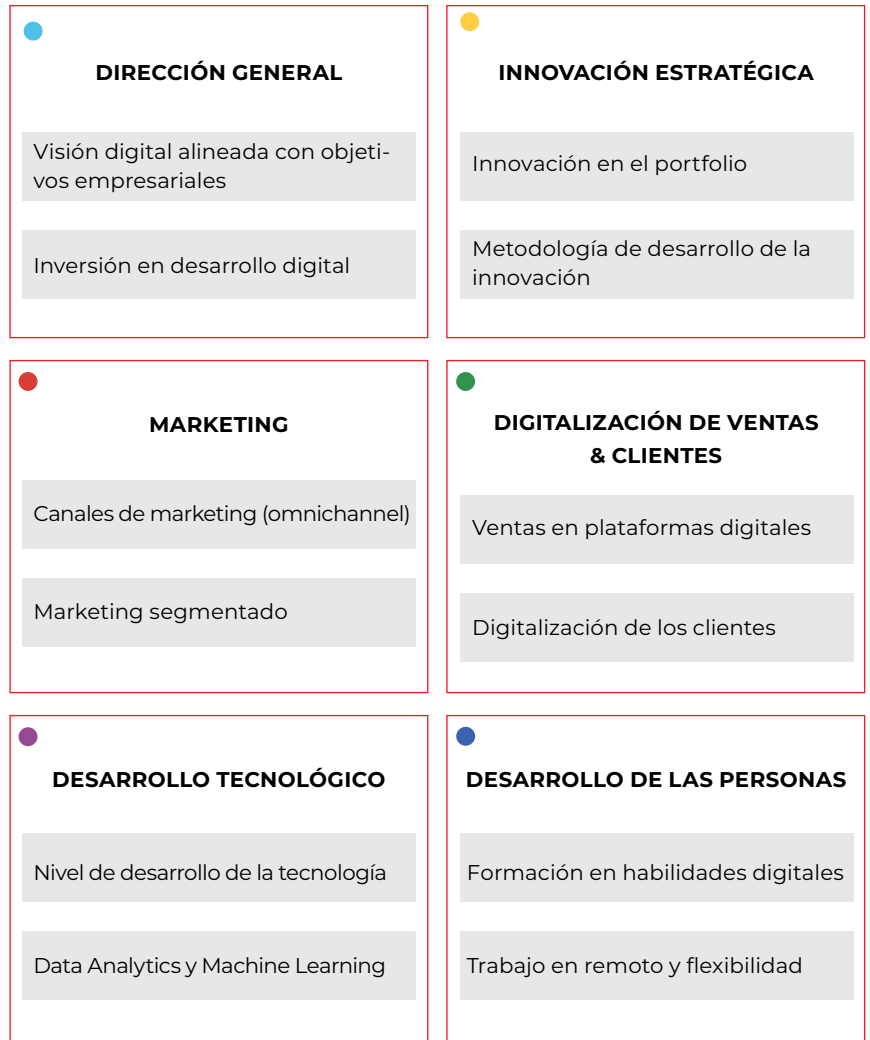 DIRECCIÓN GENERAL
Visión digital alineada con objeti-
vos empresariales
Inversión en desarrollo digital
INNOVACIÓN ESTRATÉGICA
Innovación en el portfolio
Metodología de desarrollo de la
innovación
MARKETING
Canales de marketing (omnichannel)
Marketing segmentado
DIGITALIZACIÓN DE VENTAS
& CLIENTES
Ventas en plataformas digitales
Digitalización de los clientes
DESARROLLO TECNOLÓGICO
Nivel de desarrollo de la tecnología
Data Analytics y Machine Learning
DESARROLLO DE LAS PERSONAS
Formación en habilidades digitales
Trabajo en remoto y flexibilidad